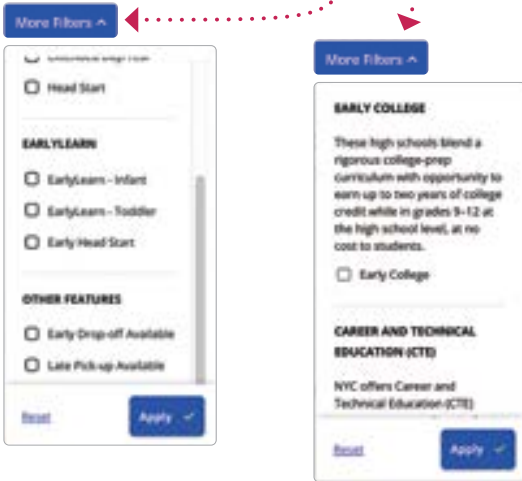 More Filters
Head Start
EARLYLEARN
EarlyLearn – Infant
EarlyLearn – Toddler
Early Head Start
OTHER FEATURES
Early Drop-off Available
Late Pick-up Available
Reset
Apply
More Filters
EARLY COLLEGE
These high schools blend a
rigorous college-prep
curriculum with opportunity to
earn up to two years of college
credit while in grades 9–12 at
the high school level, at no
cost to students.
Early College
CAREER AND TECHNICAL
EDUCATION (CTE)
NYC offers Career and
Technical Education (CTE)
Reset
Apply